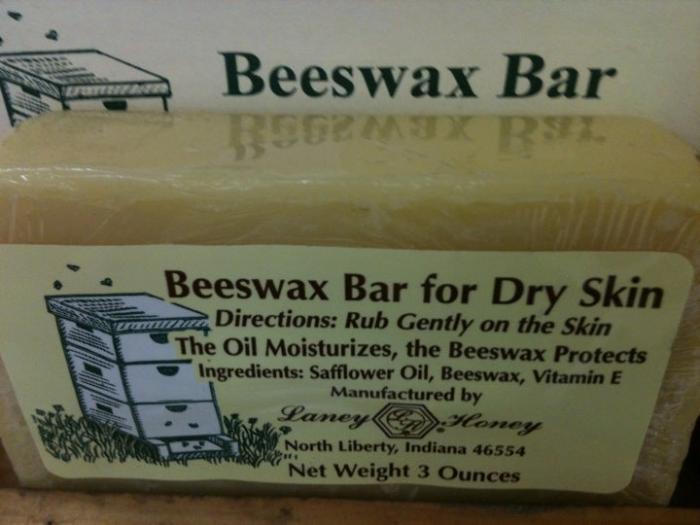 Beeswax Bar
Beeswax Bar for Dry Skin
Directions: Rub Gently on the Skin
The Oil Moisturizes, the Beeswax Protects
Ingredients: Safflower Oil, Beeswax, Vitamin E
Manufactured by
Laney Honey
North Liberty, Indiana 46554
Net Weight 3 Ounces